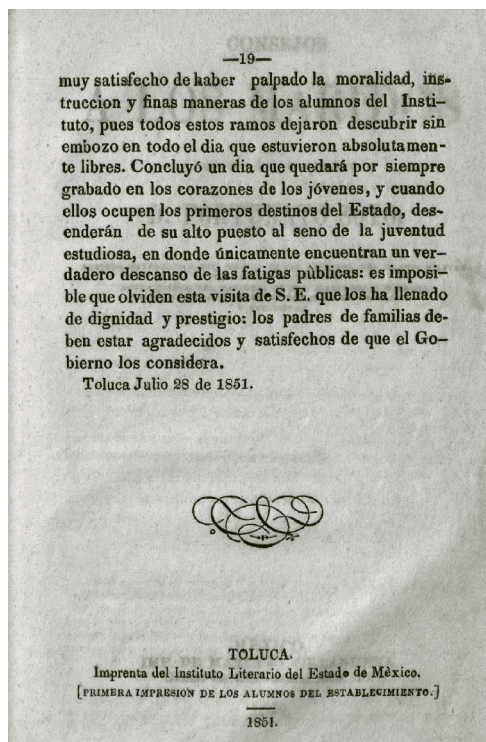 —19—
muy satisfecho de haber palpado la moralidad, ins-
truccion y finas maneras de los alumnos del Insti-
tuto, pues todos estos ramos dejaron descubrir sin
embozo en todo el dia que estuvieron absolutamen-
te libres. Concluyó un dia que quedará por siempre
grabado en los corazones de los jóvenes, y cuando
ellos ocupen los primeros destinos del Estado, des-
enderán de su alto puesto al seno de la juventud
estudiosa, en donde únicamente encuentran un ver-
dadero descanso de las fatigas pùblicas: es imposi-
ble que olviden esta visita de S. E. que los ha llenado
de dignidad y prestigio: los padres de familias de-
ben estar agradecidos y satisfechos de que el Go-
bierno los considera.
Toluca Julio 28 de 1851.
TOLUCA.
Imprenta del Instituto Literario del Estado de Mèxico.
[PRIMERA IMPRESION DE LOS ALUMNOS DEL ESTABLECIMIENTO.]
1851.